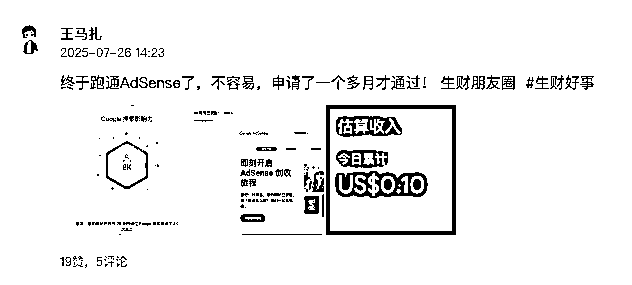 王马扎
2025-07-26 14:23
终于跑通AdSense了，不容易，申请了一个多月才通过！ 生财朋友圈 #生财好事
Google 搜索影响力
8K
Google AdSense
即刻开启
AdSense 创收
旅程
估算收入
今日累计
US$0.10
19赞，5评论